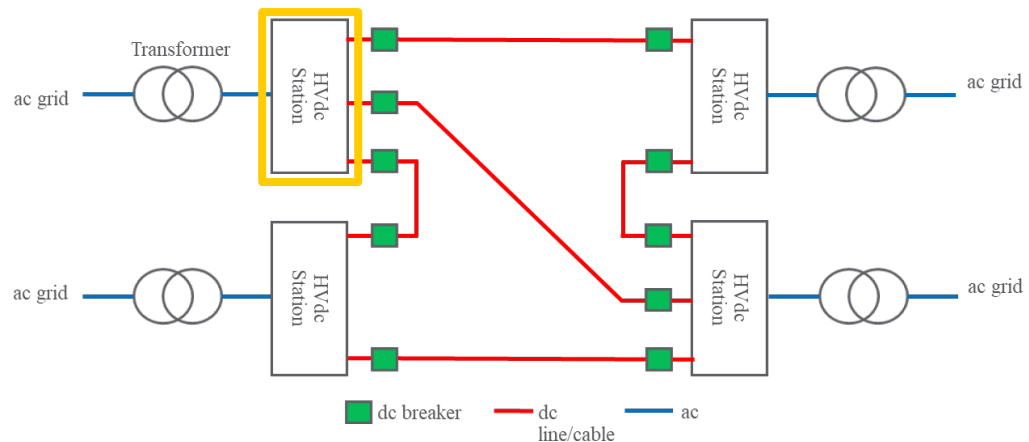 Transformer
ac grid
HVdc
Station
HVdc
Station
ac grid
ac grid
HVdc
Station
HVdc
Station
ac grid
dc breaker
dc
line/cable
ac